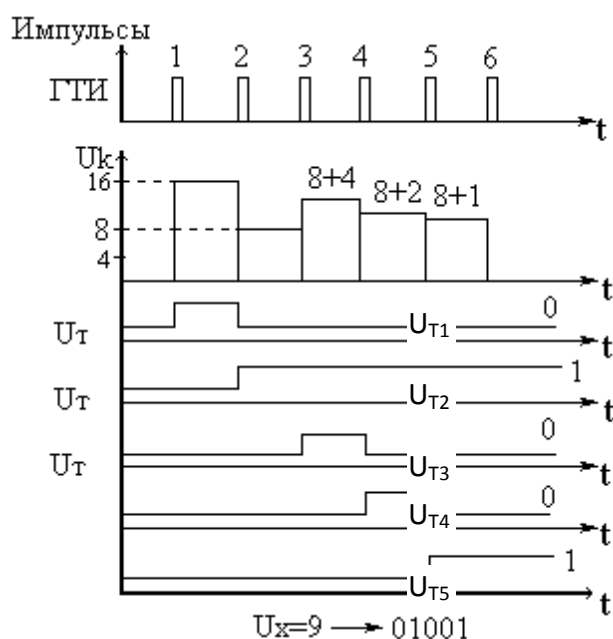 Импульсы
1 2 3 4 5 6
ГТИ
t
Uk
16
8+4
8+2
8+1
8
4
t
0
Uт
UT1
t
1
Uт
UT2
t
0
Uт
UT3
t
0
UT4
t
1
UT5
t
Ux=9 → 01001